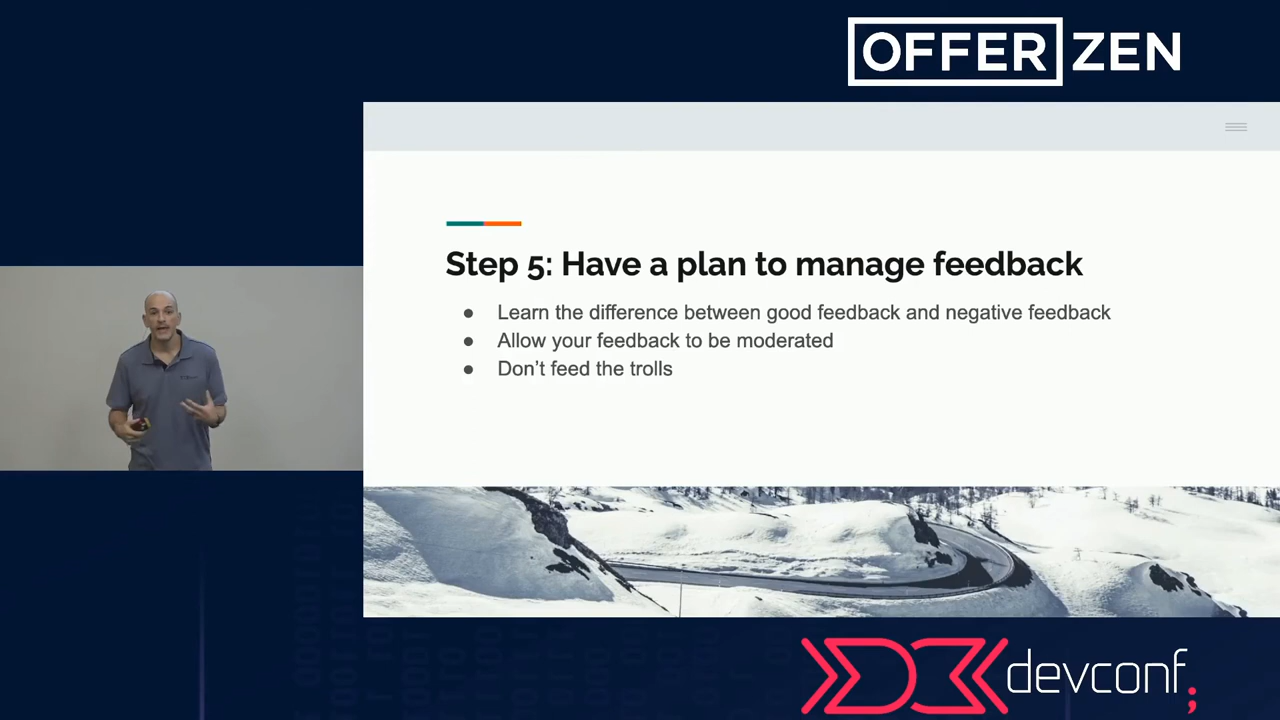 OFFER ZEN
Step 5: Have a plan to manage feedback
● Learn the difference between good feedback and negative feedback
● Allow your feedback to be moderated
● Don’t feed the trolls
devconf;